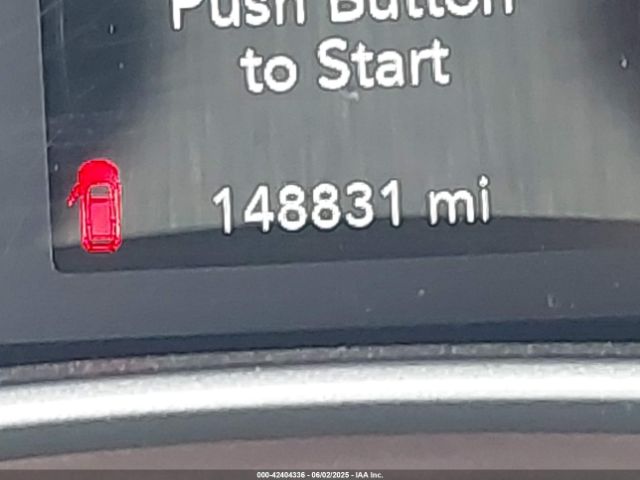 Push Button
to Start
148831 mi
000-42404336 - 06/02/2025 - IAA Inc.